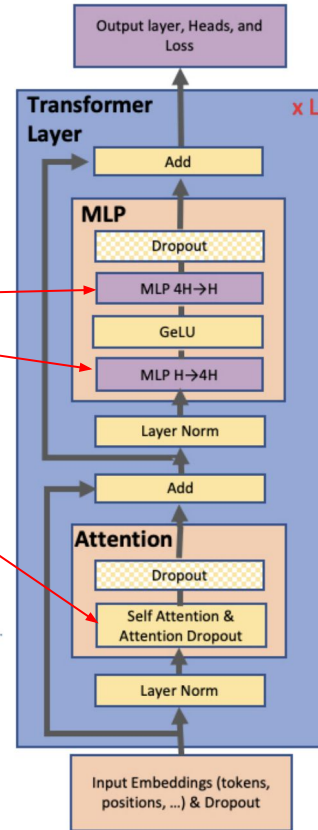 Output layer, Heads, and
Loss
Transformer
Layer
x L
Add
MLP
Dropout
MLP 4H→H
GeLU
MLP H→4H
Layer Norm
Add
Attention
Dropout
Self Attention &
Attention Dropout
Layer Norm
Input Embeddings (tokens,
positions, ...) & Dropout